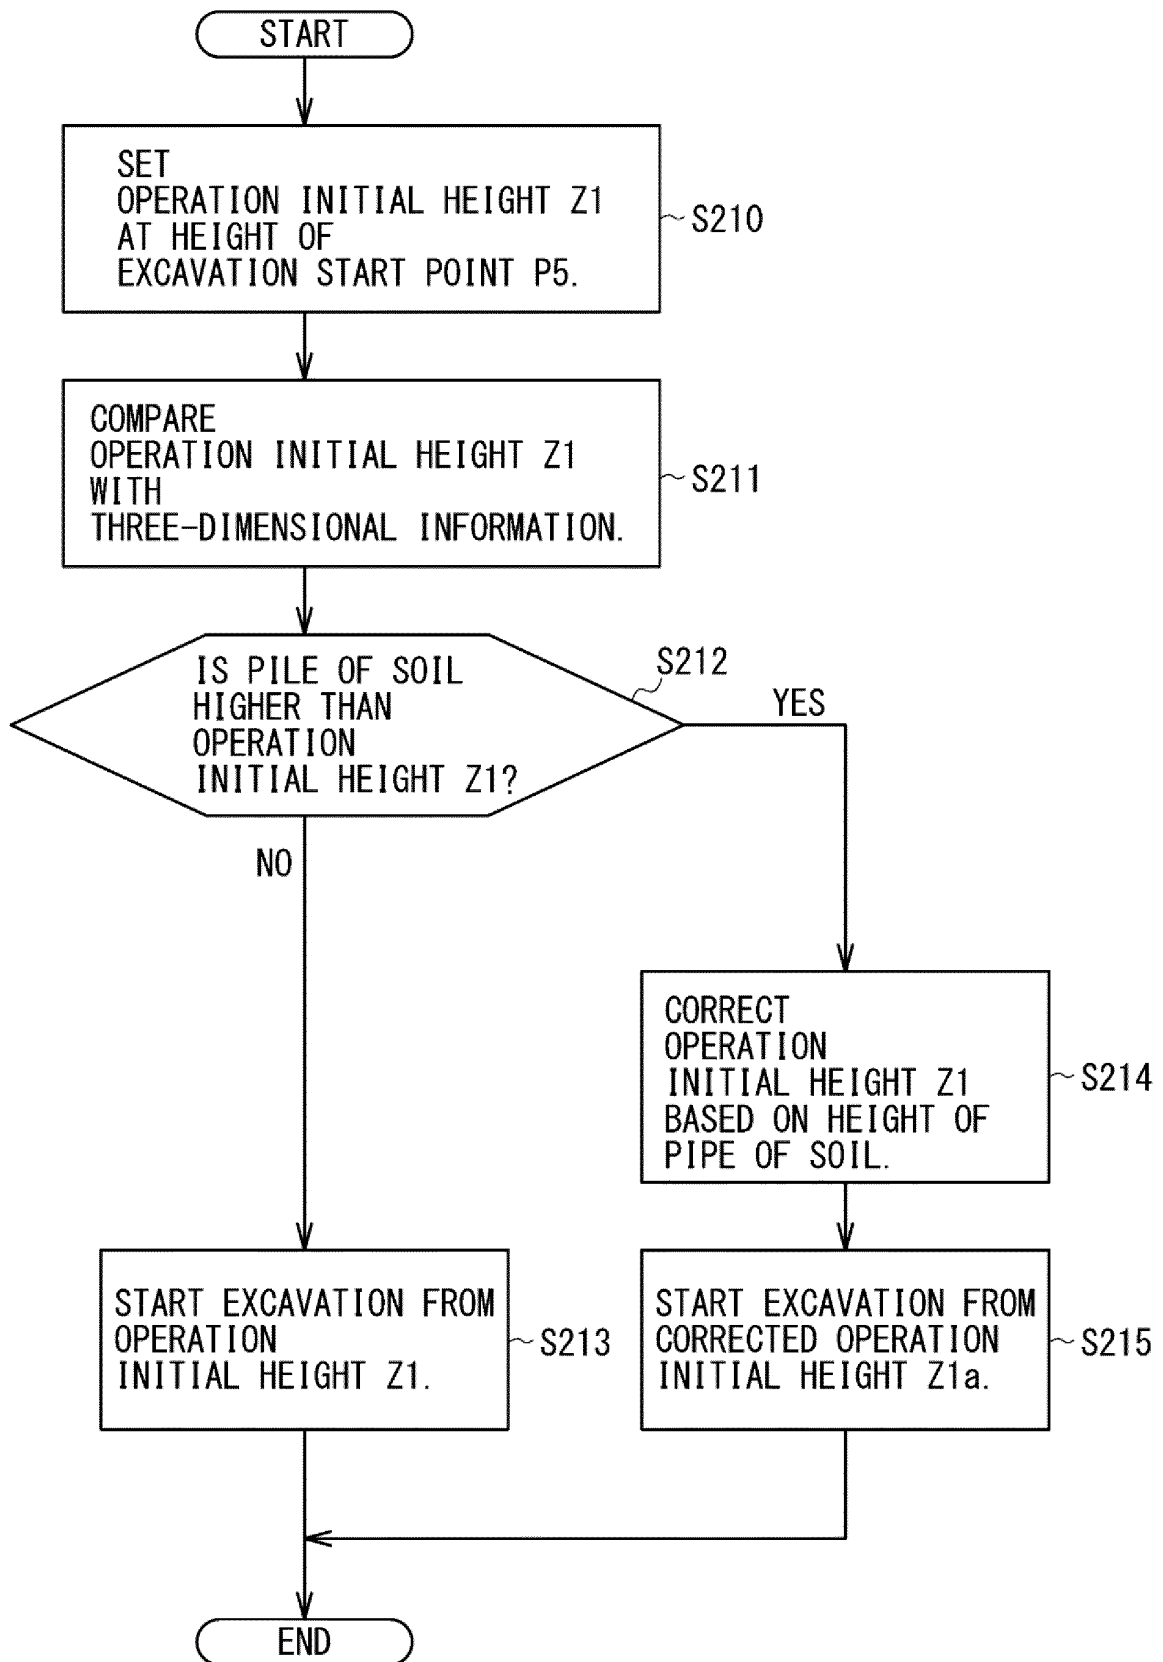 START
SET
OPERATION INITIAL HEIGHT Z1
AT HEIGHT OF
EXCAVATION START POINT P5.
S210
COMPARE
OPERATION INITIAL HEIGHT Z1
WITH
THREE-DIMENSIONAL INFORMATION.
S211
IS PILE OF SOIL
HIGHER THAN
OPERATION
INITIAL HEIGHT Z1?
S212
YES
NO
CORRECT
OPERATION
INITIAL HEIGHT Z1
BASED ON HEIGHT OF
PIPE OF SOIL.
S214
START EXCAVATION FROM
OPERATION
INITIAL HEIGHT Z1.
S213
START EXCAVATION FROM
CORRECTED OPERATION
INITIAL HEIGHT Z1a.
S215
END